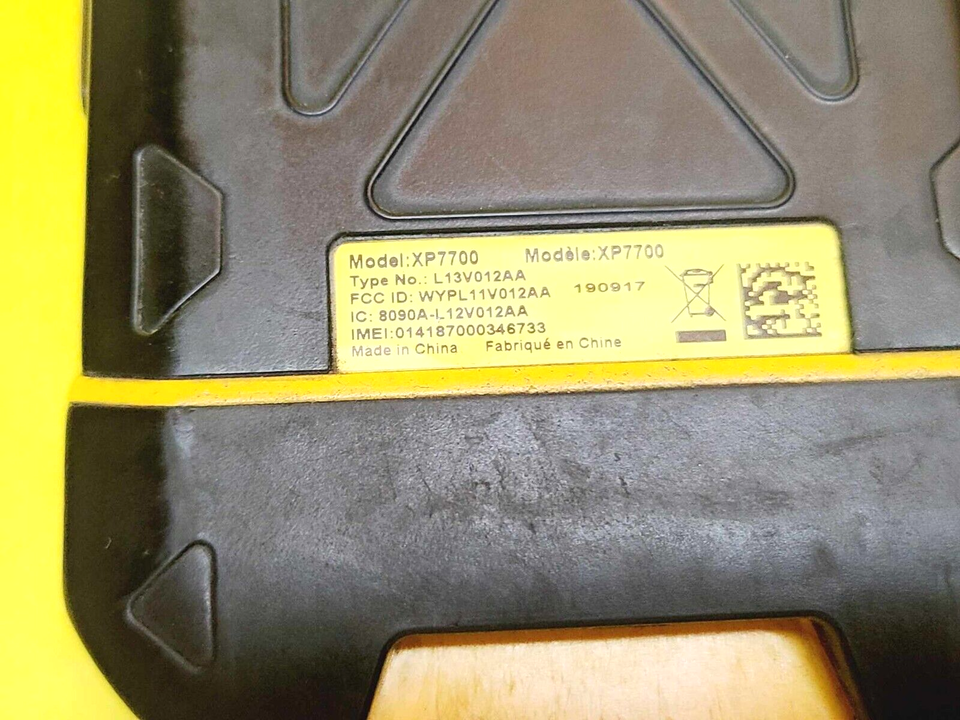 Model:XP7700 Modèle:XP7700
Type No.: L13V012AA
FCC ID: WYPL11V012AA 190917
IC: 8090A-L12V012AA
IMEI:014187000346733
Made in China Fabriqué en Chine